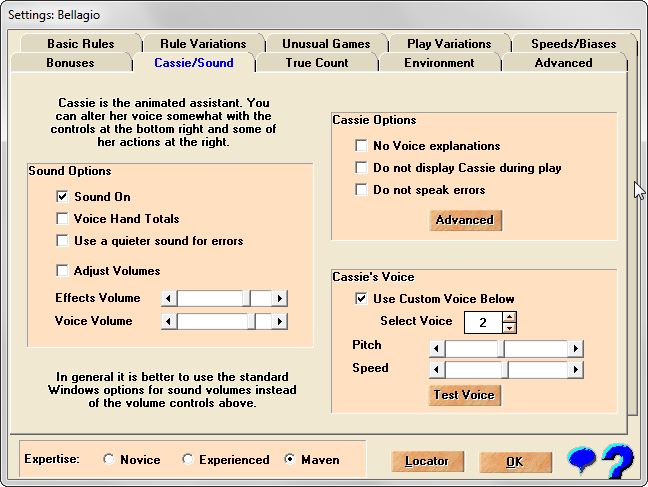 Settings: Bellagio
Basic Rules Rule Variations Unusual Games Play Variations Speeds/Biases
Bonuses Cassie/Sound True Count Environment Advanced
Cassie is the animated assistant. You
can alter her voice somewhat with the
controls at the bottom right and some of
her actions at the right.
Sound Options
Sound On
Voice Hand Totals
Use a quieter sound for errors
Adjust Volumes
Effects Volume
Voice Volume
In general it is better to use the standard
Windows options for sound volumes instead
of the volume controls above.
Cassie Options
No Voice explanations
Do not display Cassie during play
Do not speak errors
Advanced
Cassie's Voice
Use Custom Voice Below
Select Voice 2
Pitch
Speed
Test Voice
Expertise: Novice Experienced Maven
Locator OK ?